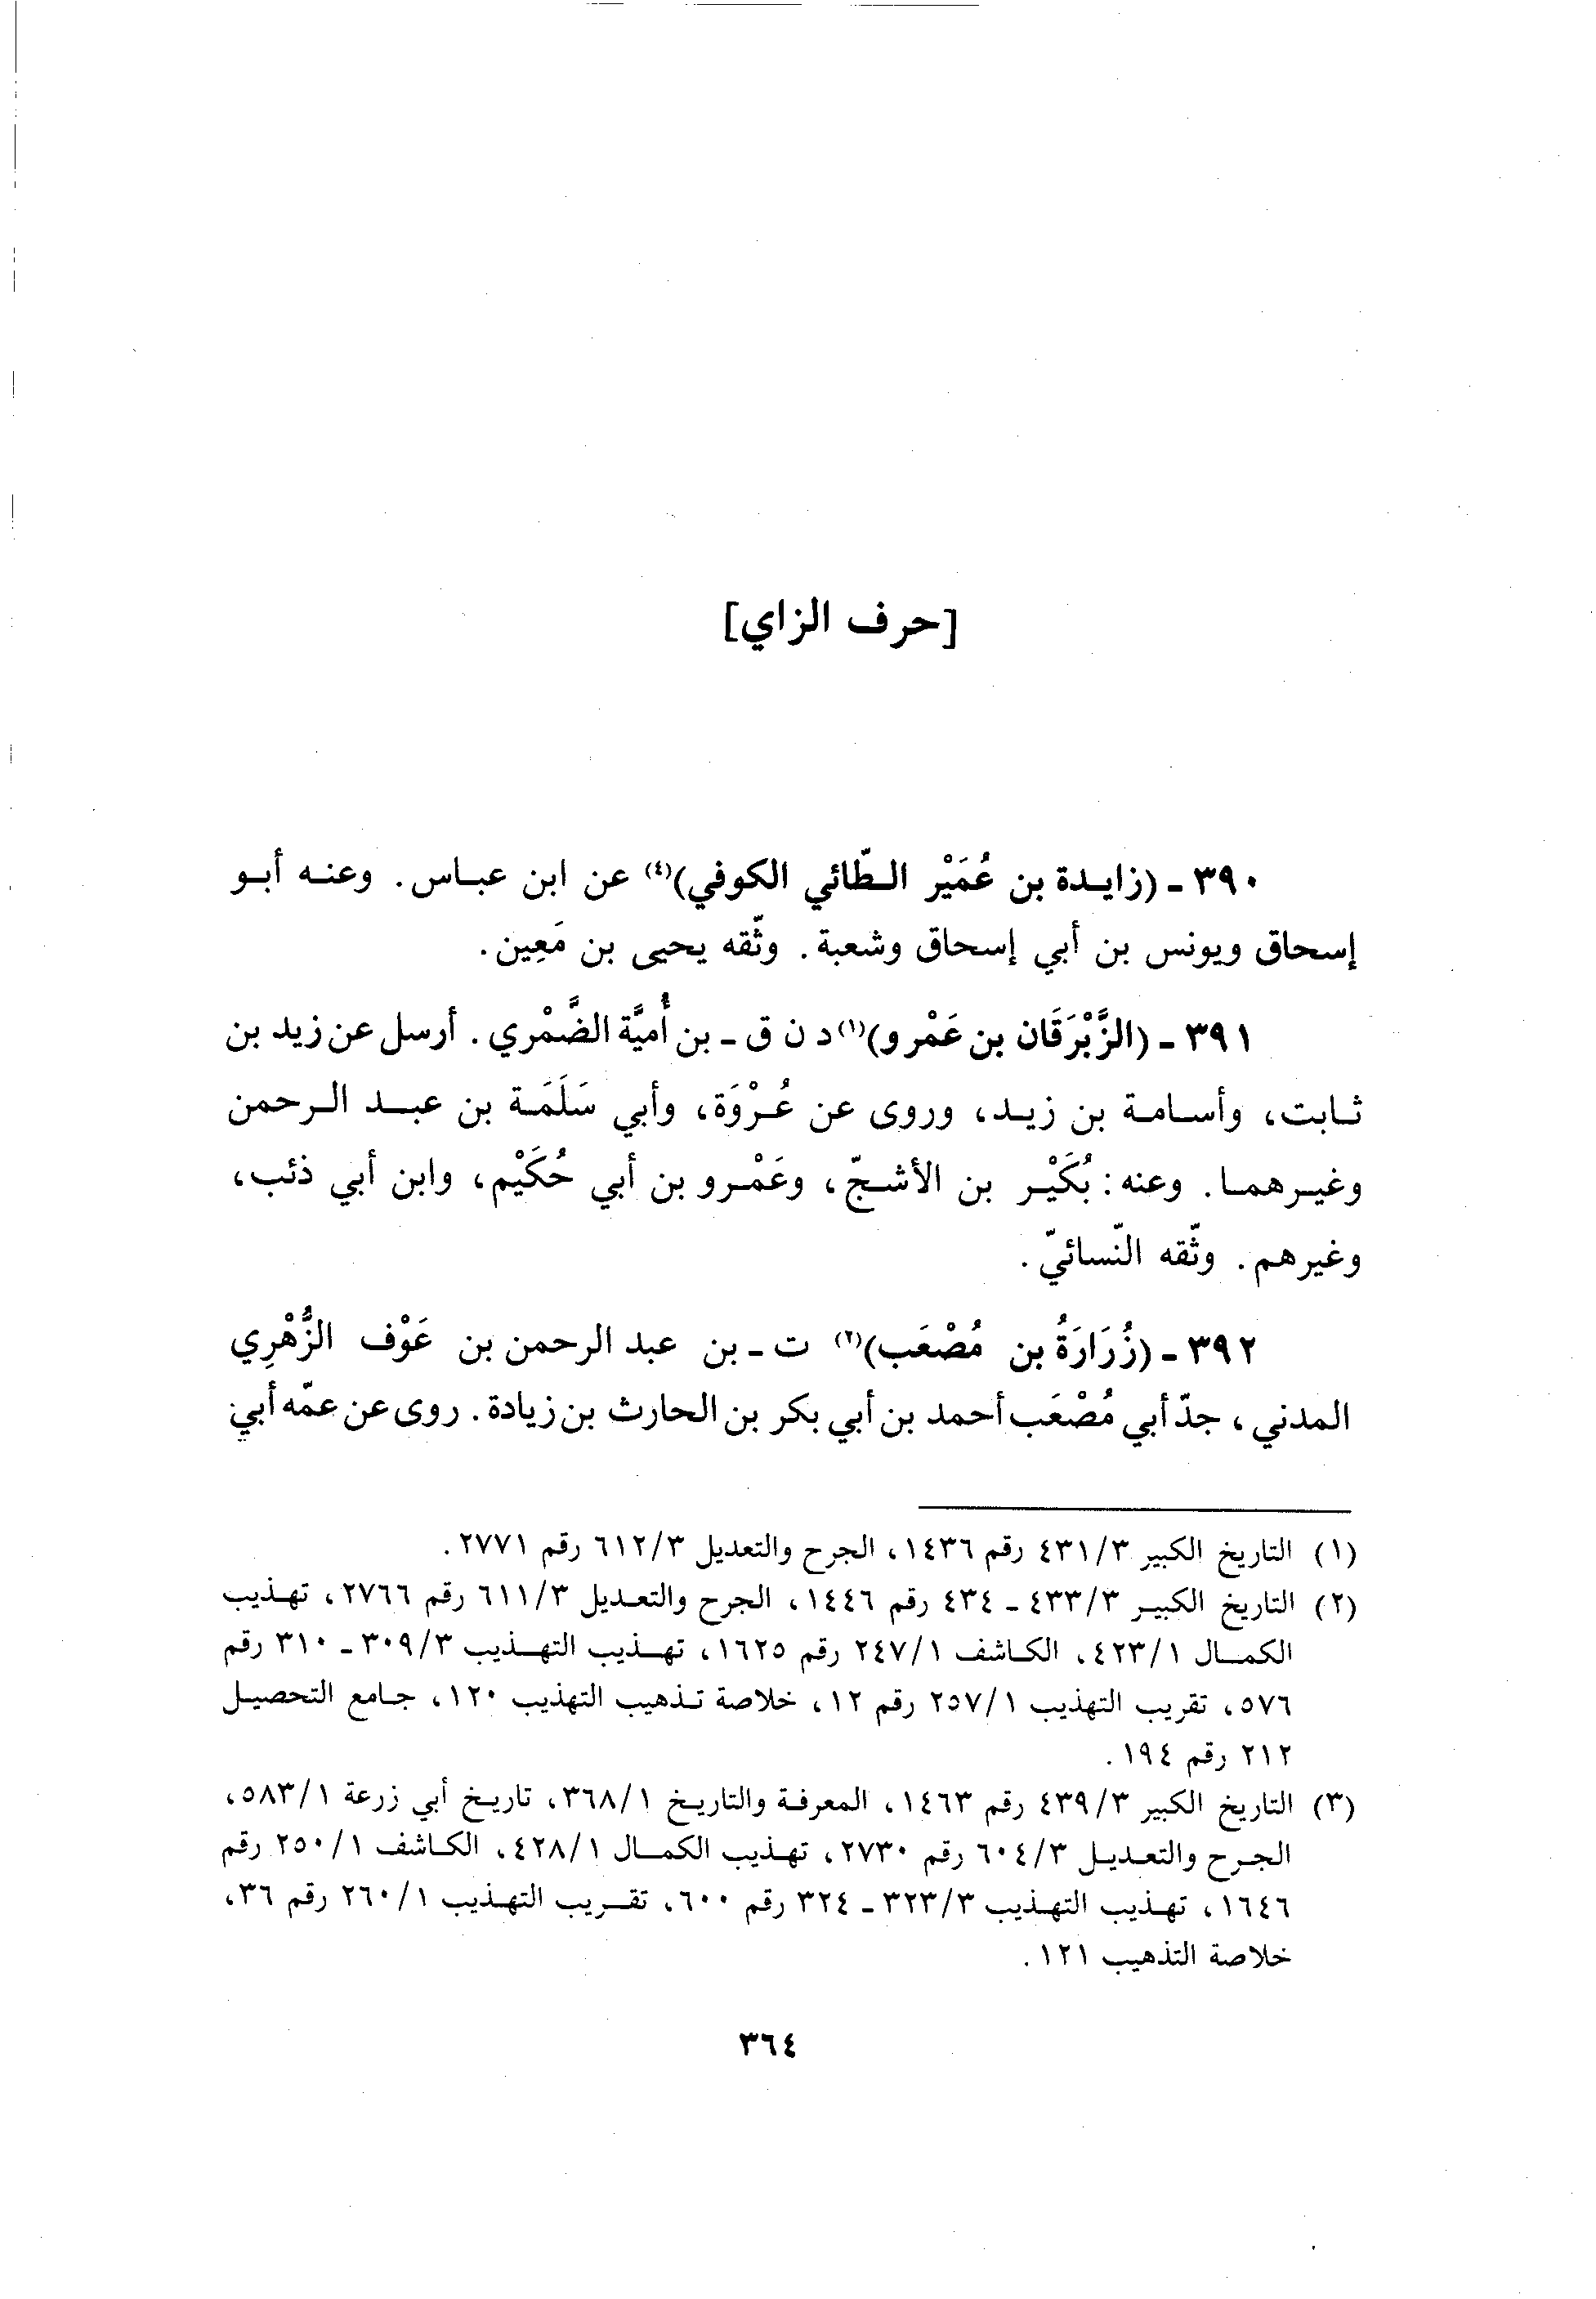 [حرف الزاي]
٣٩٠ - (زايدة بن عُمَيْر الطّائي الكوفي)(٤) عن ابن عباس. وعنه أبو
إسحاق ويونس بن أبي إسحاق وشعبة. وثّقه يحيى بن مَعِين.
٣٩١ - (الزَّبْرَقَان بن عَمْرو)(١) د ن ق - بن أُميَّة الضَّمْري. أرسل عن زيد بن
ثابت، وأسامة بن زيد، وروى عن عُرْوَة، وأبي سَلَمَة بن عبد الرحمن
وغيرهما. وعنه: بُكَيْر بن الأشجّ، وعَمْرو بن أبي حُكَيْم، وابن أبي ذئب،
وغيرهم. وثّقه النّسائيّ.
٣٩٢ - (زُرَارَةُ بن مُصْعَب)(٢) ت - بن عبد الرحمن بن عَوْف الزُّهْرِي
المدني، جدّ أبي مُصْعَب أحمد بن أبي بكر بن الحارث بن زيادة. روى عن عمّه أبي
(١) التاريخ الكبير ٤٣١/٣ رقم ١٤٣٦، الجرح والتعديل ٦١٢/٣ رقم ٢٧٧١.
(٢) التاريخ الكبير ٤٣٣/٣ - ٤٣٤ رقم ١٤٤٦، الجرح والتعديل ٦١١/٣ رقم ٢٧٦٦، تهذيب
الكمال ٤٢٣/١، الكاشف ٢٤٧/١ رقم ١٦٢٥، تهذيب التهذيب ٣٠٩/٣ - ٣١٠ رقم
٥٧٦، تقريب التهذيب ٢٥٧/١ رقم ١٢، خلاصة تذهيب التهذيب ١٢٠، جامع التحصيل
٢١٢ رقم ١٩٤.
(٣) التاريخ الكبير ٤٣٩/٣ رقم ١٤٦٣، المعرفة والتاريخ ٣٦٨/١، تاريخ أبي زرعة ٥٨٣/١،
الجرح والتعديل ٦٠٤/٣ رقم ٢٧٣٠، تهذيب الكمال ٤٢٨/١، الكاشف ٢٥٠/١ رقم
١٦٤٦، تهذيب التهذيب ٣٢٣/٣ - ٣٢٤ رقم ٦٠٠، تقريب التهذيب ٢٦٠/١ رقم ٣٦،
خلاصة التذهيب ١٢١.
٣٦٤